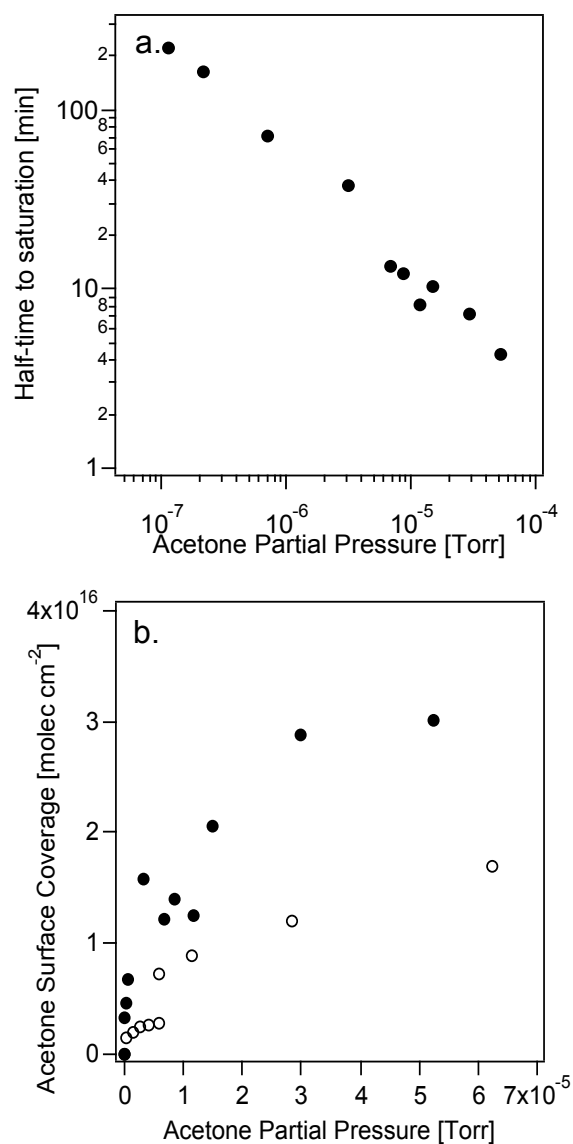 a.
Half-time to saturation [min]
2
100
8
6
4
2
10
8
6
4
2
1
10-7 10-6 10-5 10-4
Acetone Partial Pressure [Torr]
b.
Acetone Surface Coverage [molec cm-2]
4x1016
3
2
1
0
0 1 2 3 4 5 6 7x10-5
Acetone Partial Pressure [Torr]